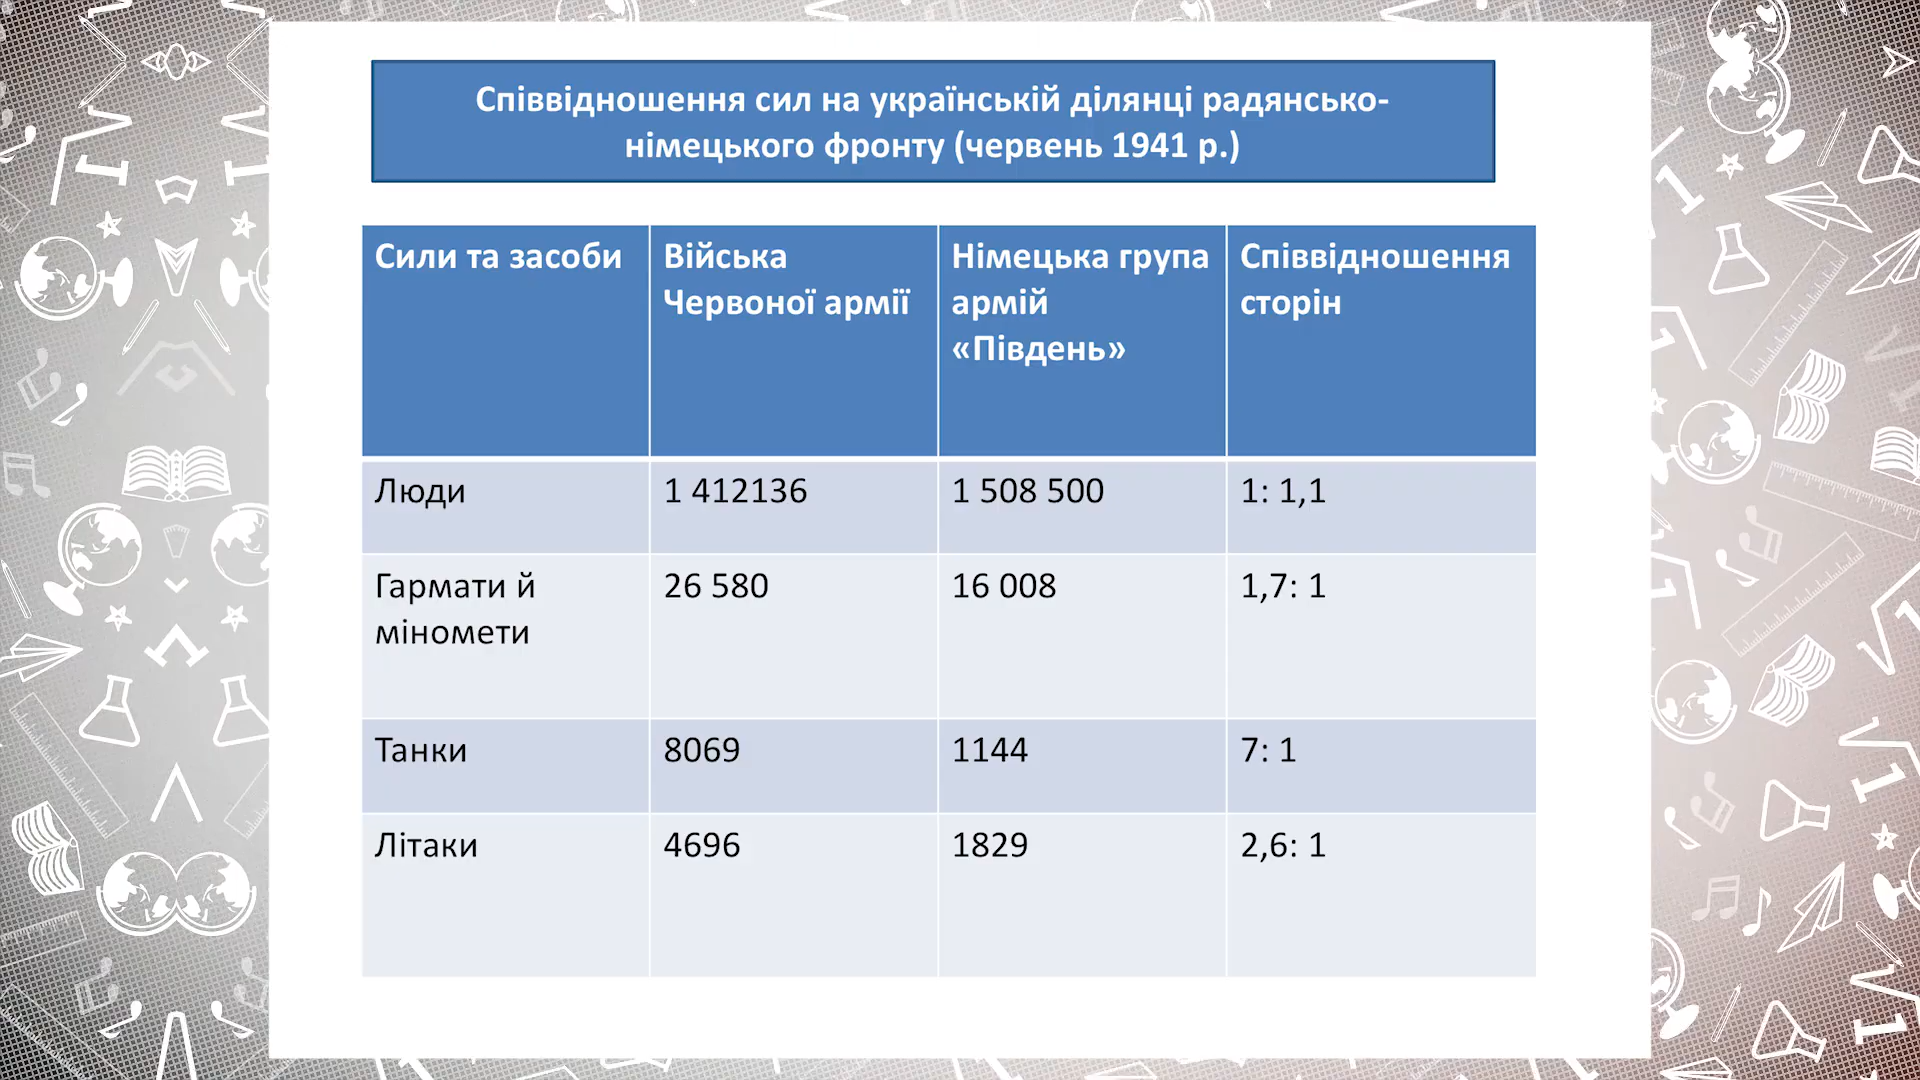 Співвідношення сил на українській ділянці радянсько-
німецького фронту (червень 1941 р.)
Сили та засоби
Війська
Червоної армії
Німецька група
армій
«Південь»
Співвідношення
сторін
Люди
1 412136
1 508 500
1: 1,1
Гармати й
міномети
26 580
16 008
1,7: 1
Танки
8069
1144
7: 1
Літаки
4696
1829
2,6: 1